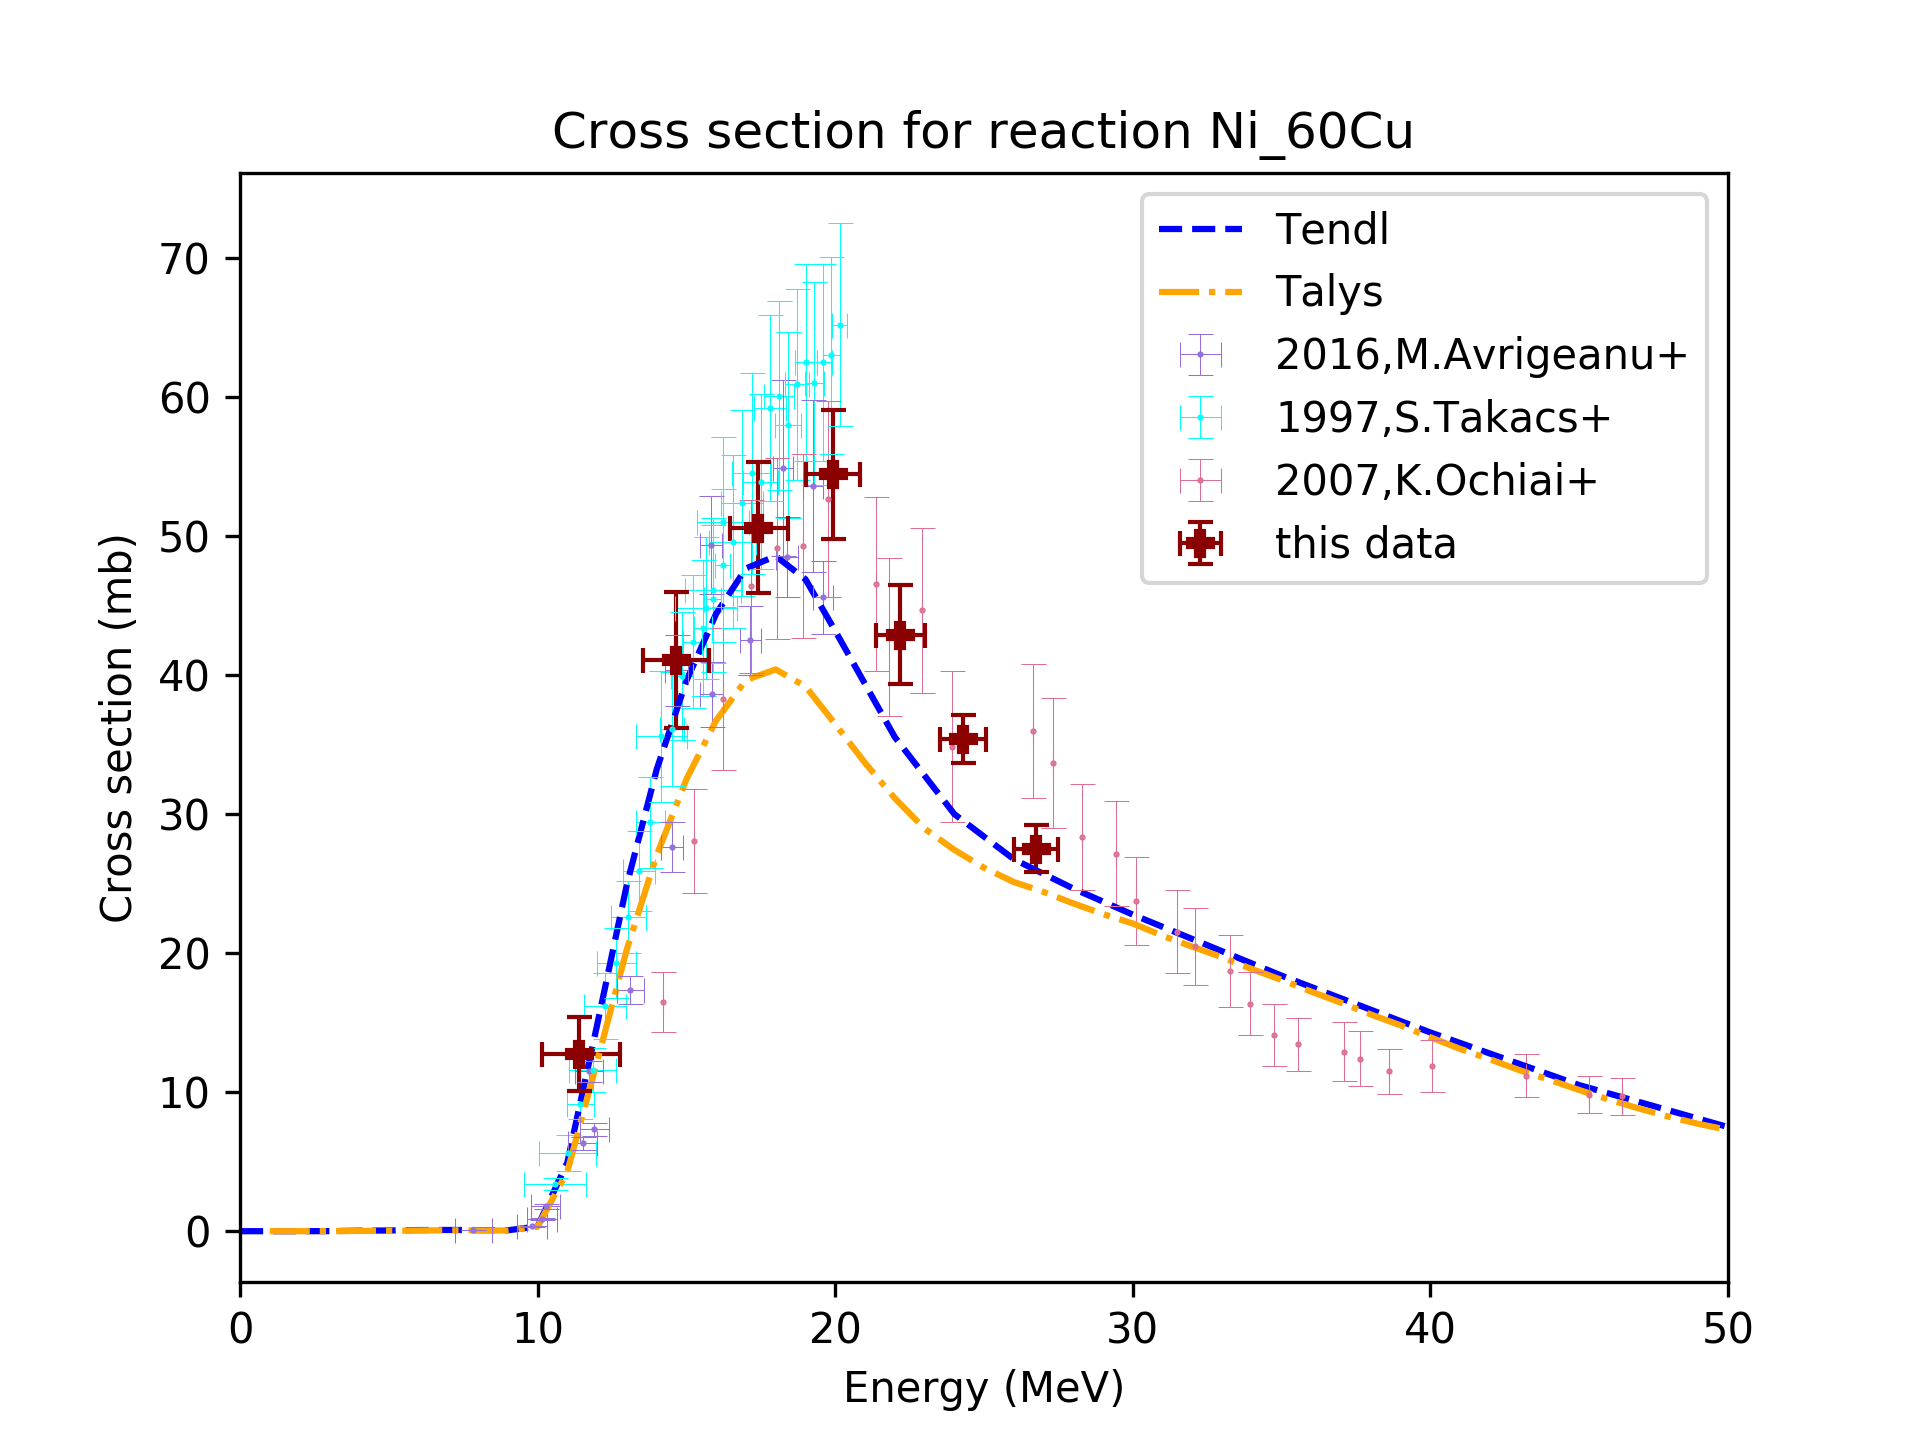 Cross section for reaction Ni_60Cu
Tendl
Talys
2016,M.Avrigeanu+
1997,S.Takacs+
2007,K.Ochiai+
this data
Cross section (mb)
70
60
50
40
30
20
10
0
0 10 20 30 40 50
Energy (MeV)